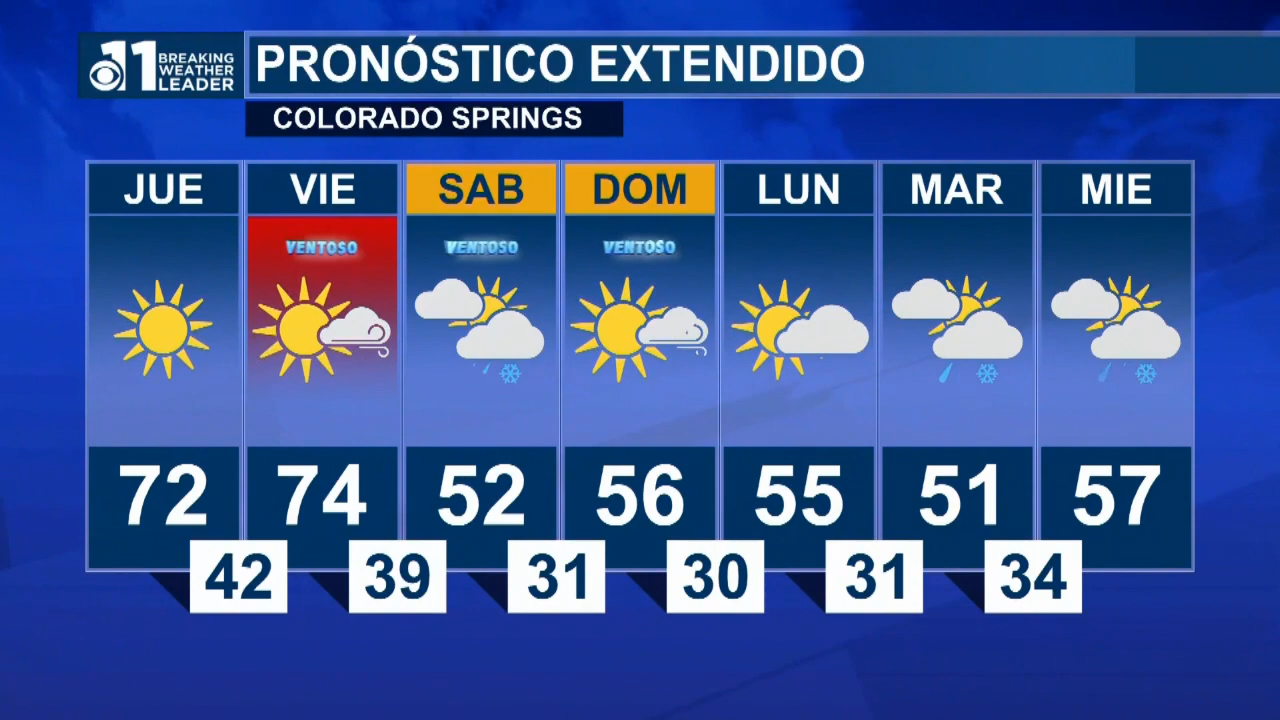 11 BREAKING
WEATHER
LEADER
PRONÓSTICO EXTENDIDO
COLORADO SPRINGS
JUE VIE SAB DOM LUN MAR MIE
VENTOSO VENTOSO VENTOSO
72 74 52 56 55 51 57
42 39 31 30 31 34